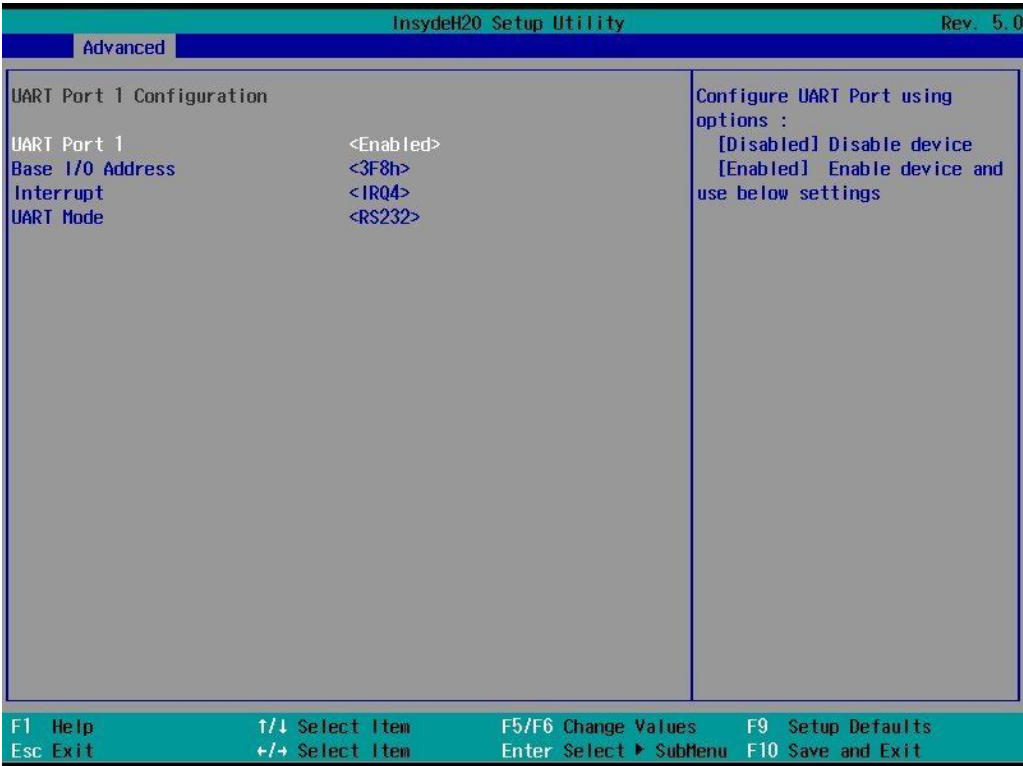 InsydeH20 Setup Utility Rev. 5.0
Advanced
UART Port 1 Configuration
UART Port 1 <Enabled>
Base I/O Address <3F8h>
Interrupt <IRQ4>
UART Mode <RS232>
Configure UART Port using
options :
[Disabled] Disable device
[Enabled] Enable device and
use below settings
F1 Help ↑/↓ Select Item F5/F6 Change Values F9 Setup Defaults
Esc Exit ←/→ Select Item Enter Select ▶ SubMenu F10 Save and Exit